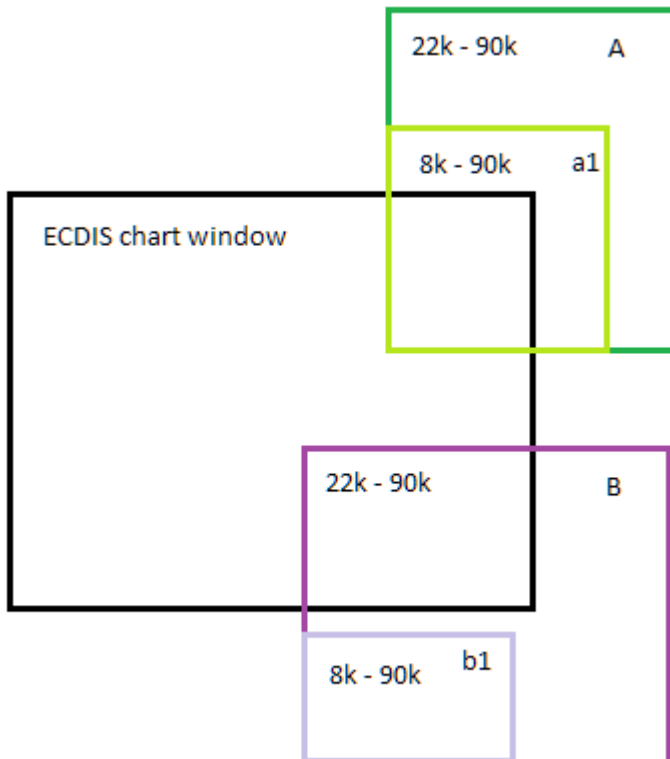 22k - 90k A
8k - 90k a1
ECDIS chart window
22k - 90k B
8k - 90k b1